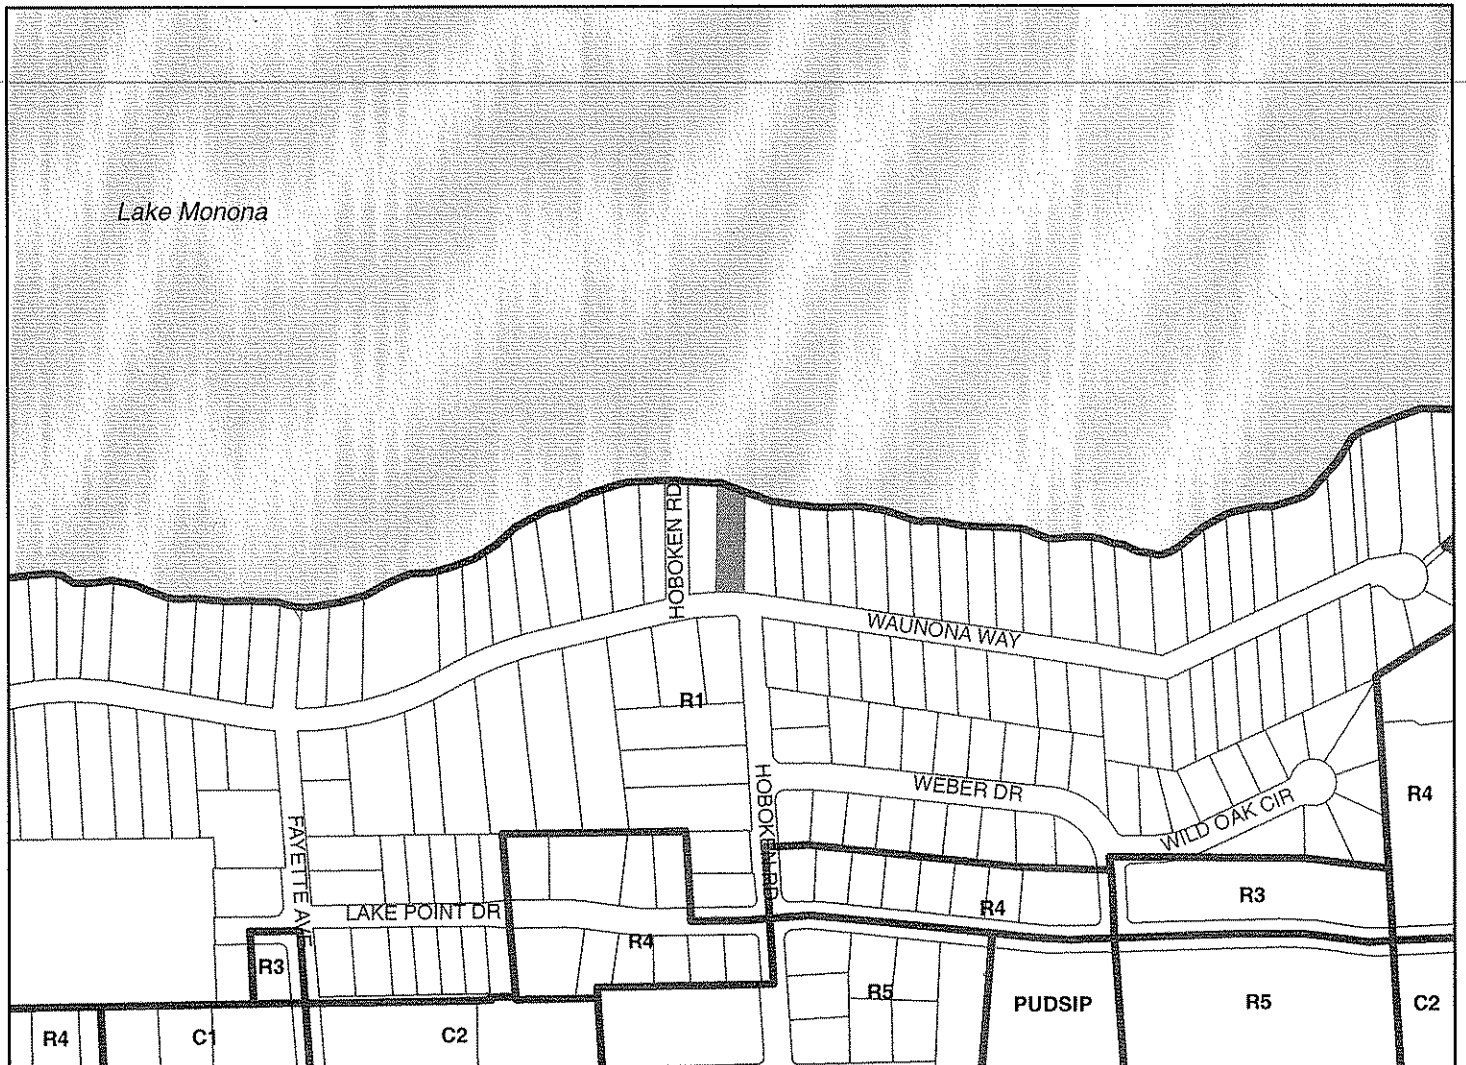 Lake Monona
HOBOKEN RD
WAUNONA WAY
R1
HOBOKEN RD
WEBER DR
WILD OAK CIR
R4
FAYETTE AVE
LAKE POINT DR
R4
R3
R4
R3
R5
PUDSIP
R5
C2
R4
C1
C2